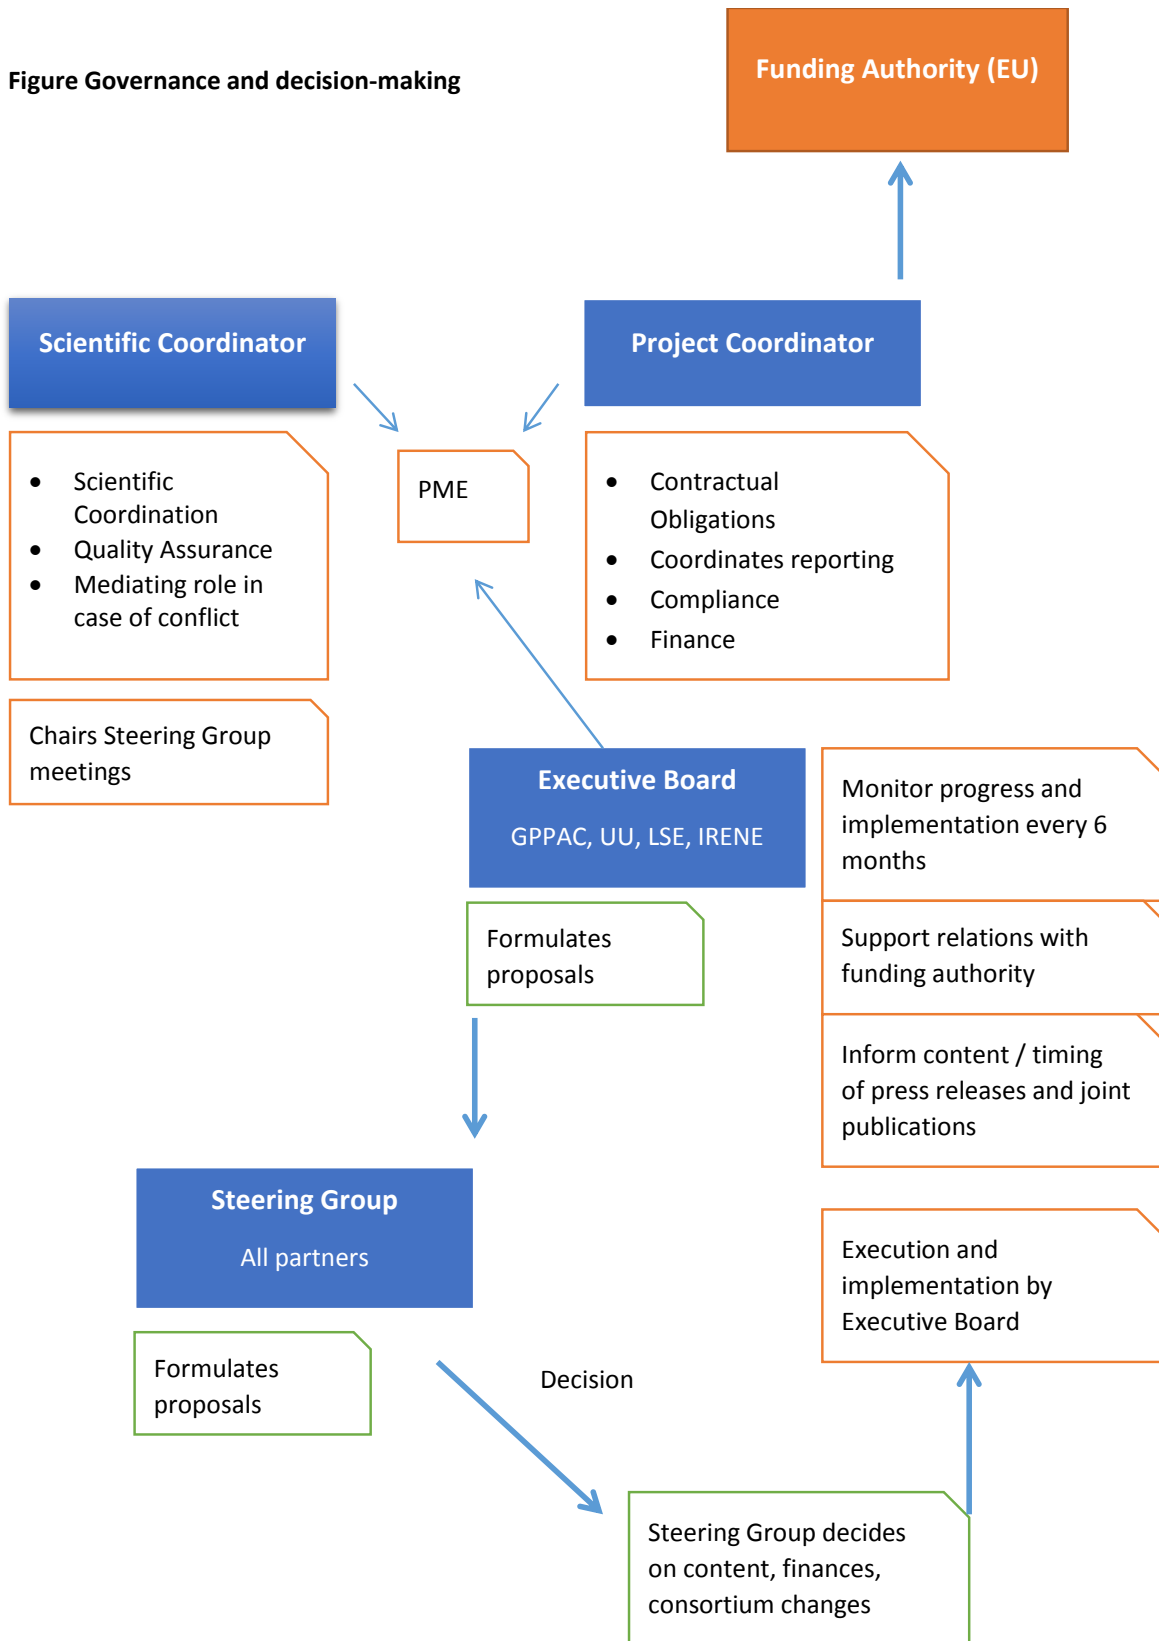 Funding Authority (EU)
Figure Governance and decision-making
Scientific Coordinator
Project Coordinator
• Scientific
Coordination
• Quality Assurance
• Mediating role in
case of conflict
PME
• Contractual
Obligations
• Coordinates reporting
• Compliance
• Finance
Chairs Steering Group
meetings
Executive Board
GPPAC, UU, LSE, IRENE
Monitor progress and
implementation every 6
months
Formulates
proposals
Support relations with
funding authority
Inform content / timing
of press releases and joint
publications
Steering Group
All partners
Execution and
implementation by
Executive Board
Formulates
proposals
Decision
Steering Group decides
on content, finances,
consortium changes